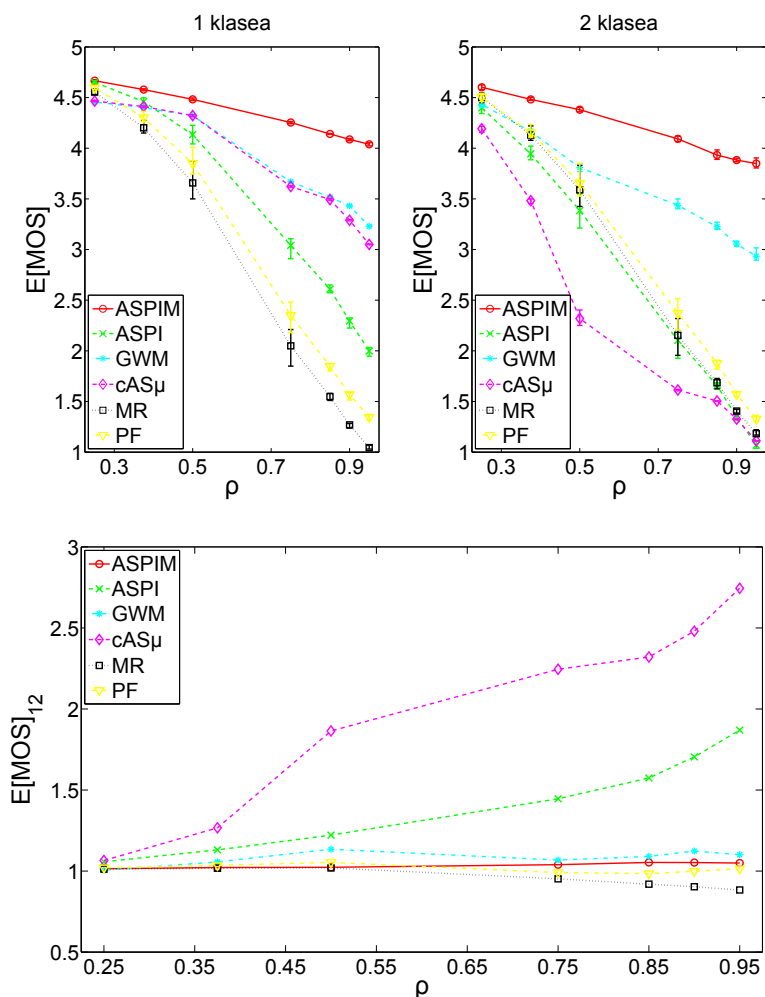 1 klasea
5
4.5
4
3.5
3
2.5
2
1.5
1
E[MOS]
ASPIM
ASPI
GWM
cASμ
MR
PF
0.3 0.5 0.7 0.9
ρ
2 klasea
5
4.5
4
3.5
3
2.5
2
1.5
1
E[MOS]
ASPIM
ASPI
GWM
cASμ
MR
PF
0.3 0.5 0.7 0.9
ρ
3
2.5
2
1.5
1
0.5
E[MOS]12
ASPIM
ASPI
GWM
cASμ
MR
PF
0.25 0.35 0.45 0.55 0.65 0.75 0.85 0.95
ρ